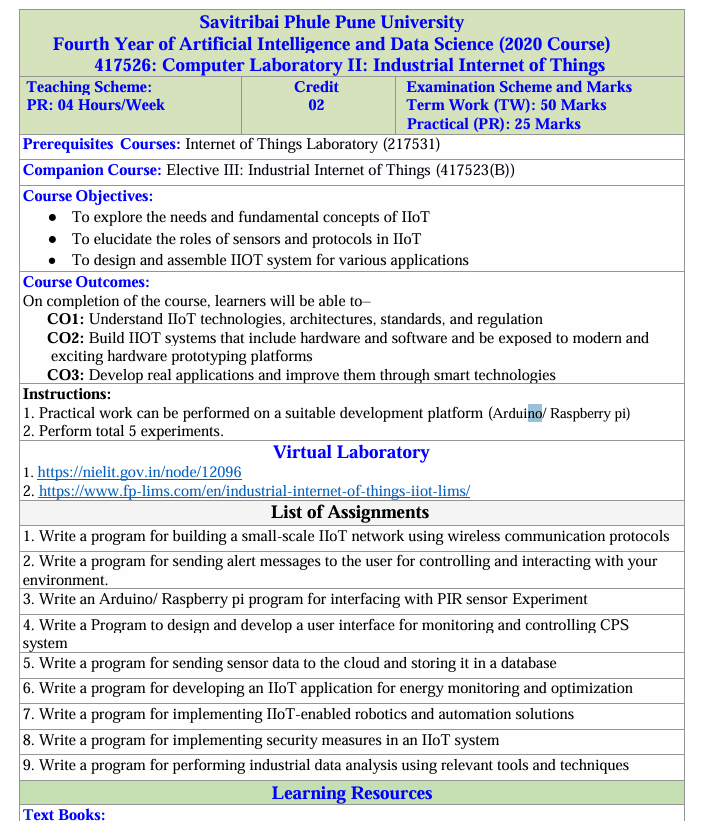 Savitribai Phule Pune University
Fourth Year of Artificial Intelligence and Data Science (2020 Course)
417526: Computer Laboratory II: Industrial Internet of Things
Teaching Scheme:
PR: 04 Hours/Week
Credit
02
Examination Scheme and Marks
Term Work (TW): 50 Marks
Practical (PR): 25 Marks
Prerequisites Courses: Internet of Things Laboratory (217531)
Companion Course: Elective III: Industrial Internet of Things (417523(B))
Course Objectives:
● To explore the needs and fundamental concepts of IIoT
● To elucidate the roles of sensors and protocols in IIoT
● To design and assemble IIOT system for various applications
Course Outcomes:
On completion of the course, learners will be able to–
CO1: Understand IIoT technologies, architectures, standards, and regulation
CO2: Build IIOT systems that include hardware and software and be exposed to modern and
exciting hardware prototyping platforms
CO3: Develop real applications and improve them through smart technologies
Instructions:
1. Practical work can be performed on a suitable development platform (Arduino/ Raspberry pi)
2. Perform total 5 experiments.
Virtual Laboratory
1. https://nielit.gov.in/node/12096
2. https://www.fp-lims.com/en/industrial-internet-of-things-iiot-lims/
List of Assignments
1. Write a program for building a small-scale IIoT network using wireless communication protocols
2. Write a program for sending alert messages to the user for controlling and interacting with your
environment.
3. Write an Arduino/ Raspberry pi program for interfacing with PIR sensor Experiment
4. Write a Program to design and develop a user interface for monitoring and controlling CPS
system
5. Write a program for sending sensor data to the cloud and storing it in a database
6. Write a program for developing an IIoT application for energy monitoring and optimization
7. Write a program for implementing IIoT-enabled robotics and automation solutions
8. Write a program for implementing security measures in an IIoT system
9. Write a program for performing industrial data analysis using relevant tools and techniques
Learning Resources
Text Books: